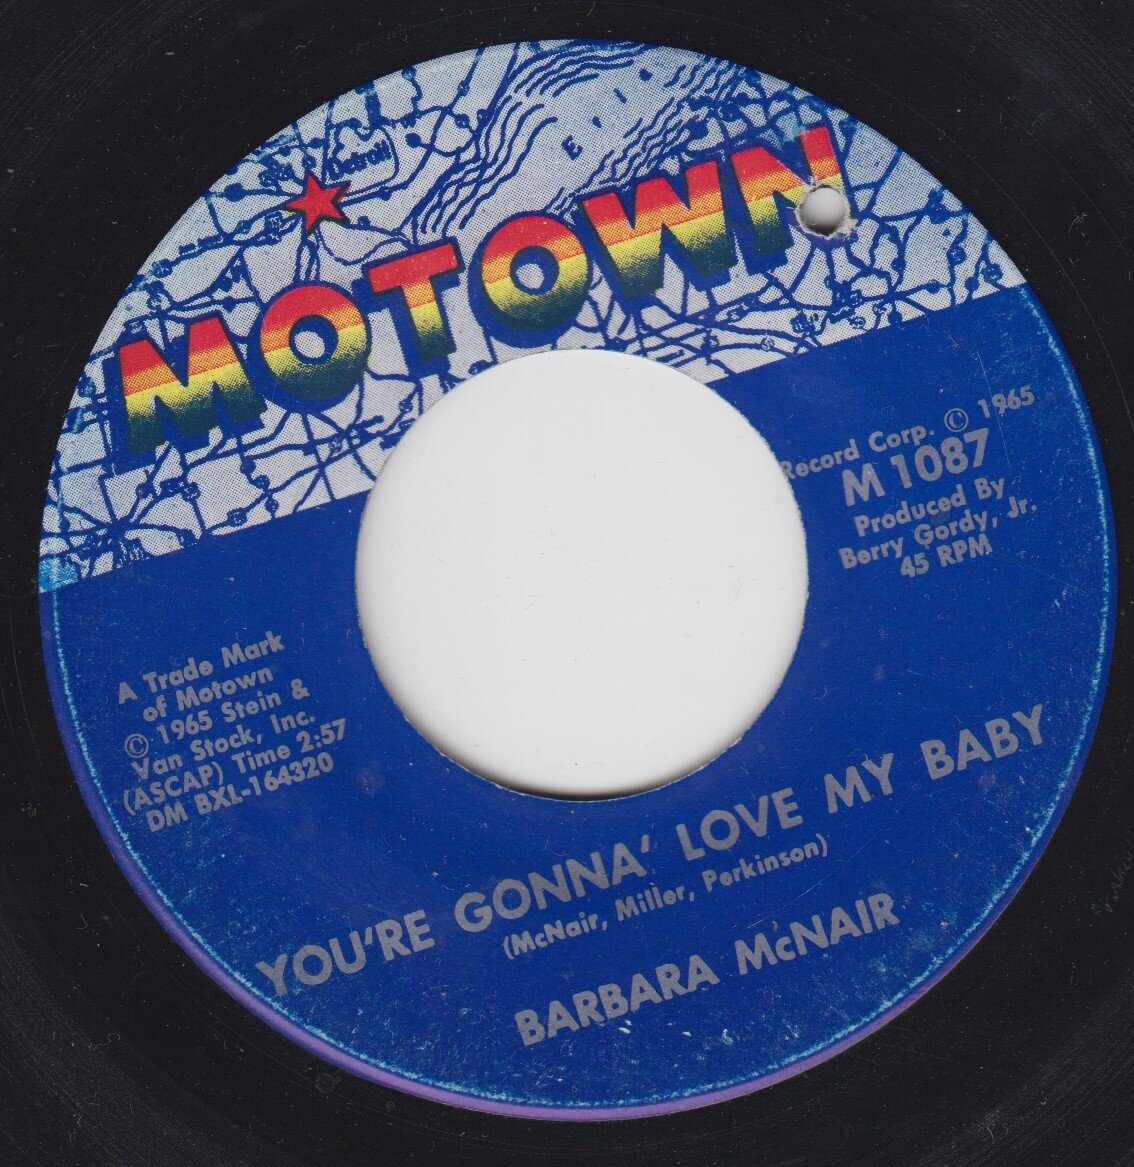 ERIE
Detroit
MOTOWN
Record Corp. © 1965
M 1087
Produced By
Berry Gordy, Jr.
45 RPM
A Trade Mark
of Motown
© 1965 Stein &
Van Stock, Inc.
(ASCAP) Time 2:57
DM BXL-164320
YOU'RE GONNA' LOVE MY BABY
(McNair, Miller, Perkinson)
BARBARA McNAIR